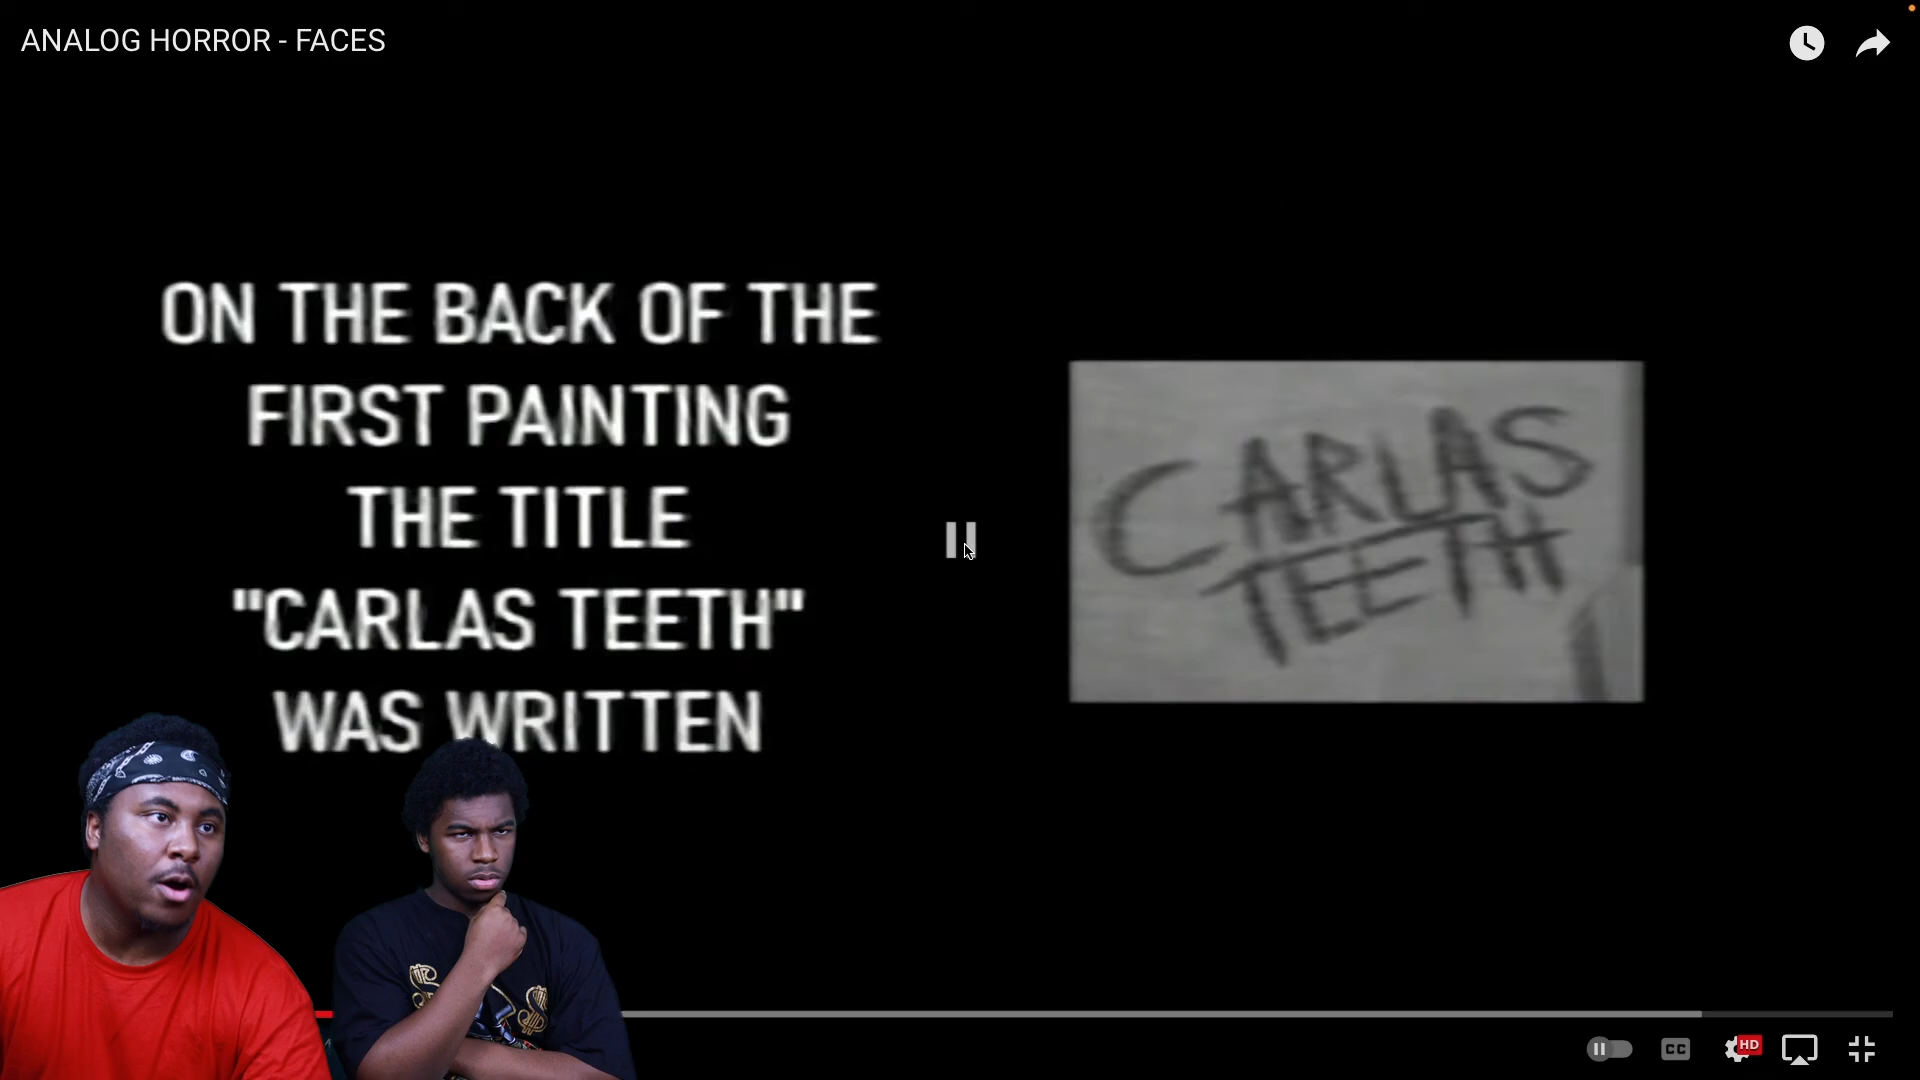 ANALOG HORROR - FACES
ON THE BACK OF THE
FIRST PAINTING
THE TITLE
"CARLAS TEETH"
WAS WRITTEN
CARLAS
TEETH
CC
HD